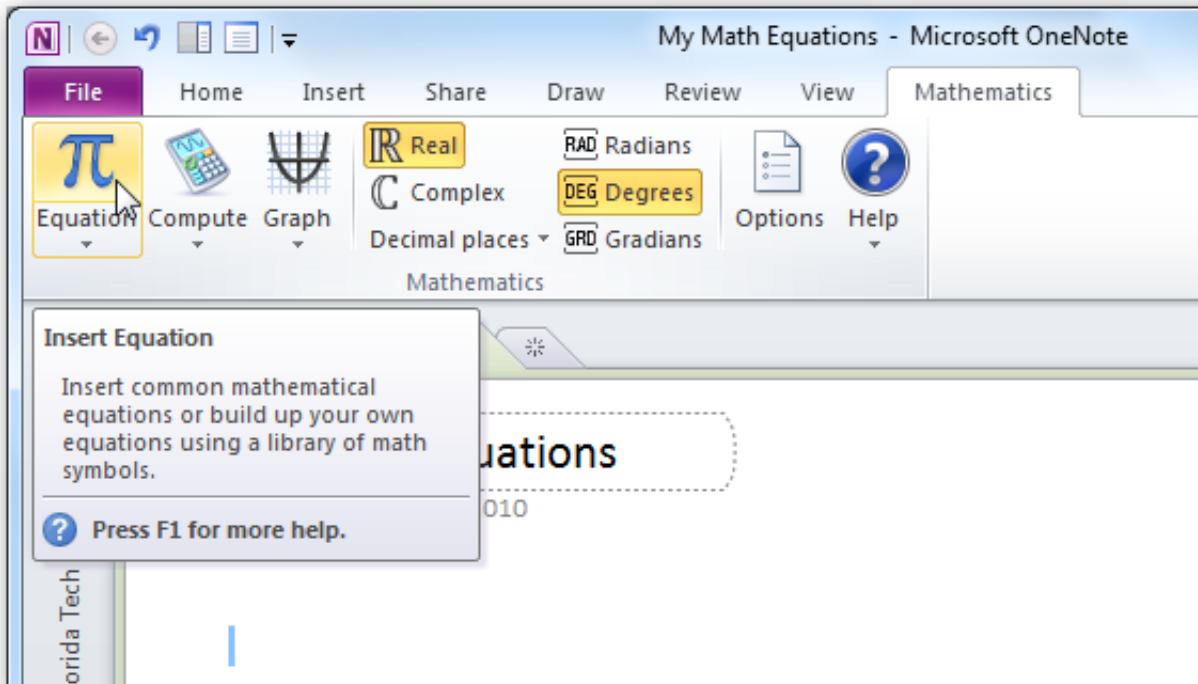 My Math Equations - Microsoft OneNote
File Home Insert Share Draw Review View Mathematics
ℝ Real RAD Radians
ℂ Complex DEG Degrees
Equation Compute Graph Decimal places GRD Gradians Options Help
Mathematics
Insert Equation
Insert common mathematical
equations or build up your own
equations using a library of math
symbols.
Press F1 for more help.
uations
010
orida Tech